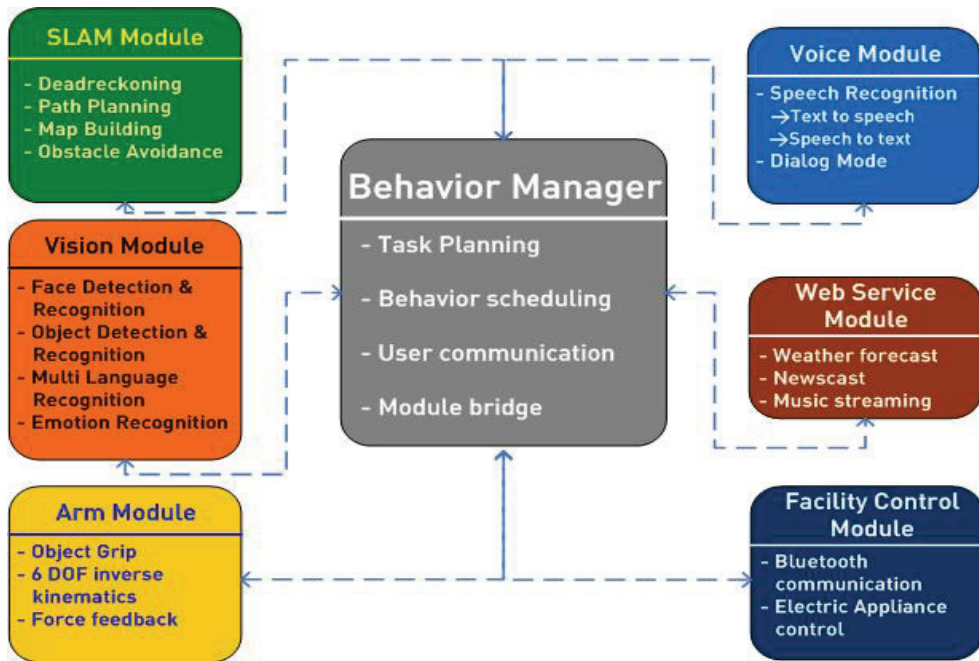 SLAM Module
- Deadreckoning
- Path Planning
- Map Building
- Obstacle Avoidance
Vision Module
- Face Detection &
Recognition
- Object Detection &
Recognition
- Multi Language
Recognition
- Emotion Recognition
Arm Module
- Object Grip
- 6 DOF inverse
kinematics
- Force feedback
Behavior Manager
- Task Planning
- Behavior scheduling
- User communication
- Module bridge
Voice Module
- Speech Recognition
→Text to speech
→Speech to text
- Dialog Mode
Web Service
Module
- Weather forecast
- Newscast
- Music streaming
Facility Control
Module
- Bluetooth
communication
- Electric Appliance
control